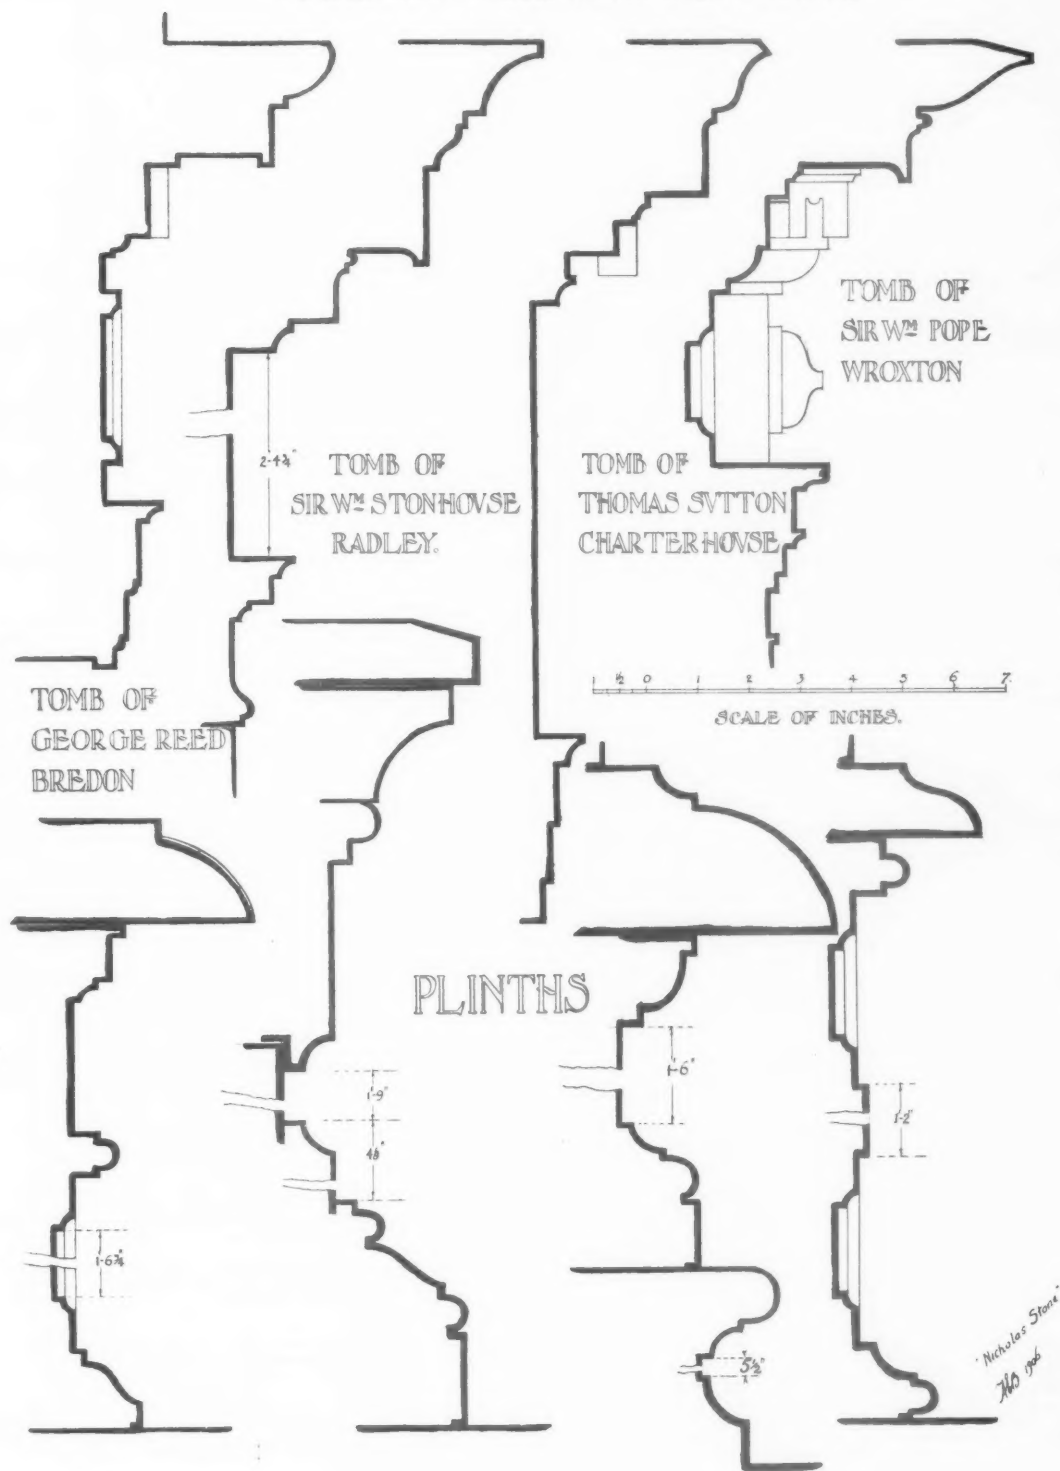 TOMB OF
SIR Wᴹ POPE
WROXTON
2-4¾"
TOMB OF
SIR Wᴹ STONHOVSE
RADLEY.
TOMB OF
THOMAS SVTTON
CHARTERHOVSE
TOMB OF
GEORGE REED
BREDON
1 ½ 0 1 2 3 4 5 6 7
SCALE OF INCHES.
PLINTHS
1'-9"
1'-6"
1'-2"
1-6¾"
5½"
"Nicholas Stone"
1906